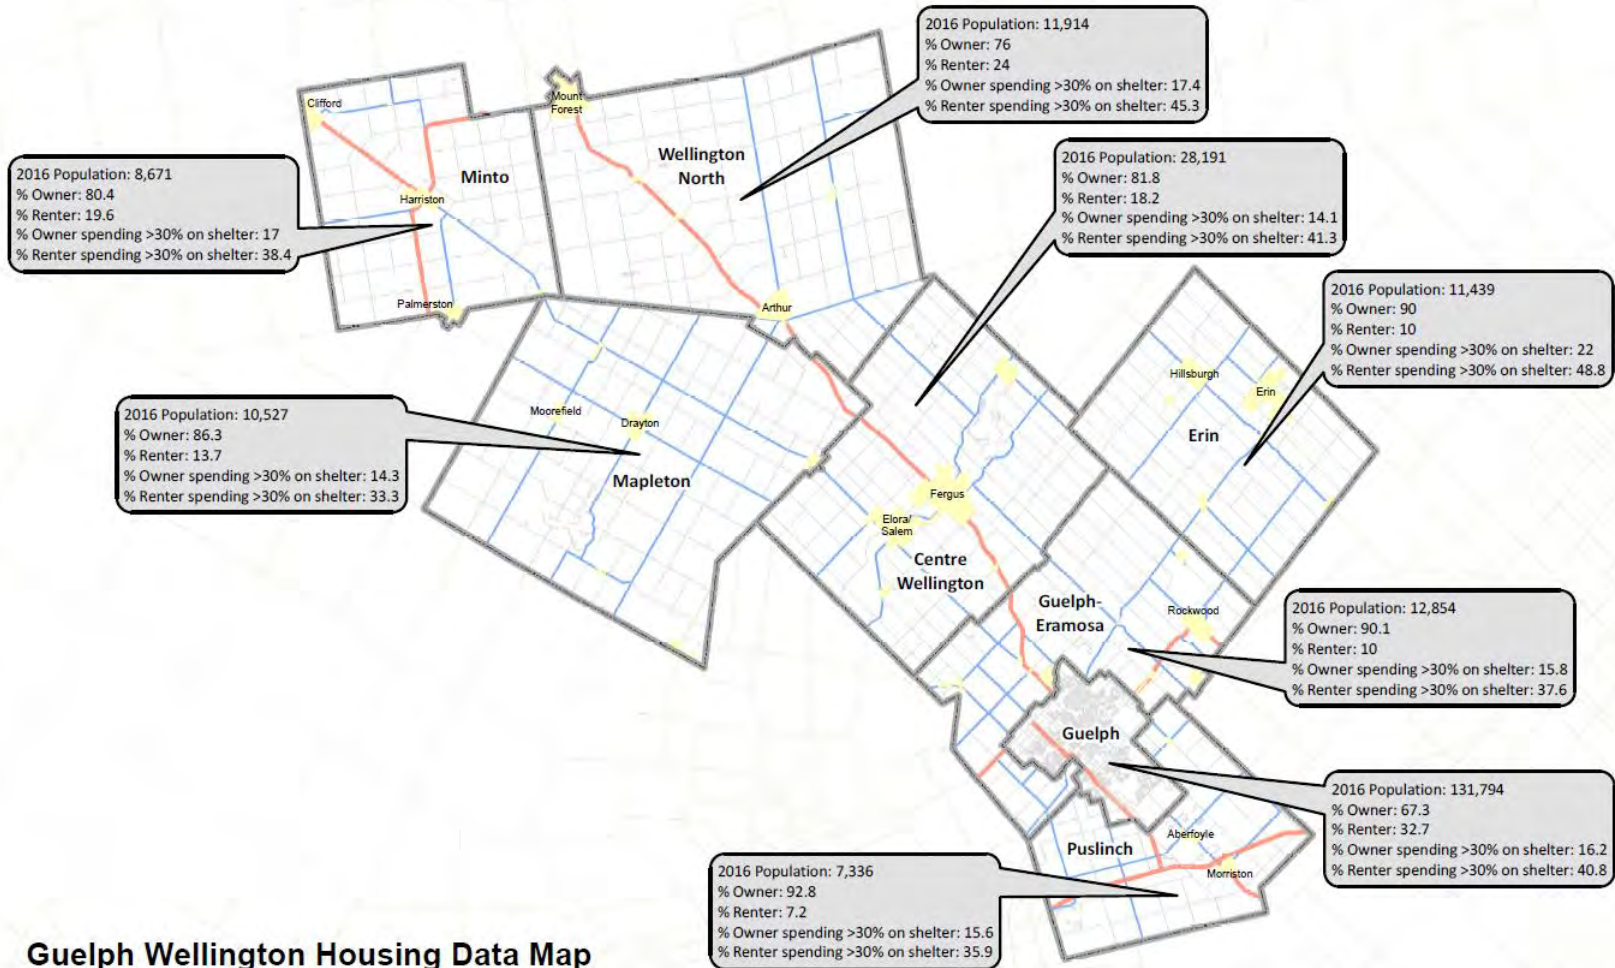 2016 Population: 11,914
% Owner: 76
% Renter: 24
% Owner spending >30% on shelter: 17.4
% Renter spending >30% on shelter: 45.3
Clifford
Mount
Forest
Wellington
North
Minto
Harriston
2016 Population: 8,671
% Owner: 80.4
% Renter: 19.6
% Owner spending >30% on shelter: 17
% Renter spending >30% on shelter: 38.4
2016 Population: 28,191
% Owner: 81.8
% Renter: 18.2
% Owner spending >30% on shelter: 14.1
% Renter spending >30% on shelter: 41.3
Palmerston
Arthur
2016 Population: 11,439
% Owner: 90
% Renter: 10
% Owner spending >30% on shelter: 22
% Renter spending >30% on shelter: 48.8
Hillsburgh
Erin
Erin
2016 Population: 10,527
% Owner: 86.3
% Renter: 13.7
% Owner spending >30% on shelter: 14.3
% Renter spending >30% on shelter: 33.3
Moorefield
Drayton
Mapleton
Fergus
Elora/
Salem
Centre
Wellington
Guelph-
Eramosa
Rockwood
2016 Population: 12,854
% Owner: 90.1
% Renter: 10
% Owner spending >30% on shelter: 15.8
% Renter spending >30% on shelter: 37.6
Guelph
2016 Population: 131,794
% Owner: 67.3
% Renter: 32.7
% Owner spending >30% on shelter: 16.2
% Renter spending >30% on shelter: 40.8
Puslinch
Aberfoyle
Morriston
2016 Population: 7,336
% Owner: 92.8
% Renter: 7.2
% Owner spending >30% on shelter: 15.6
% Renter spending >30% on shelter: 35.9
Guelph Wellington Housing Data Map